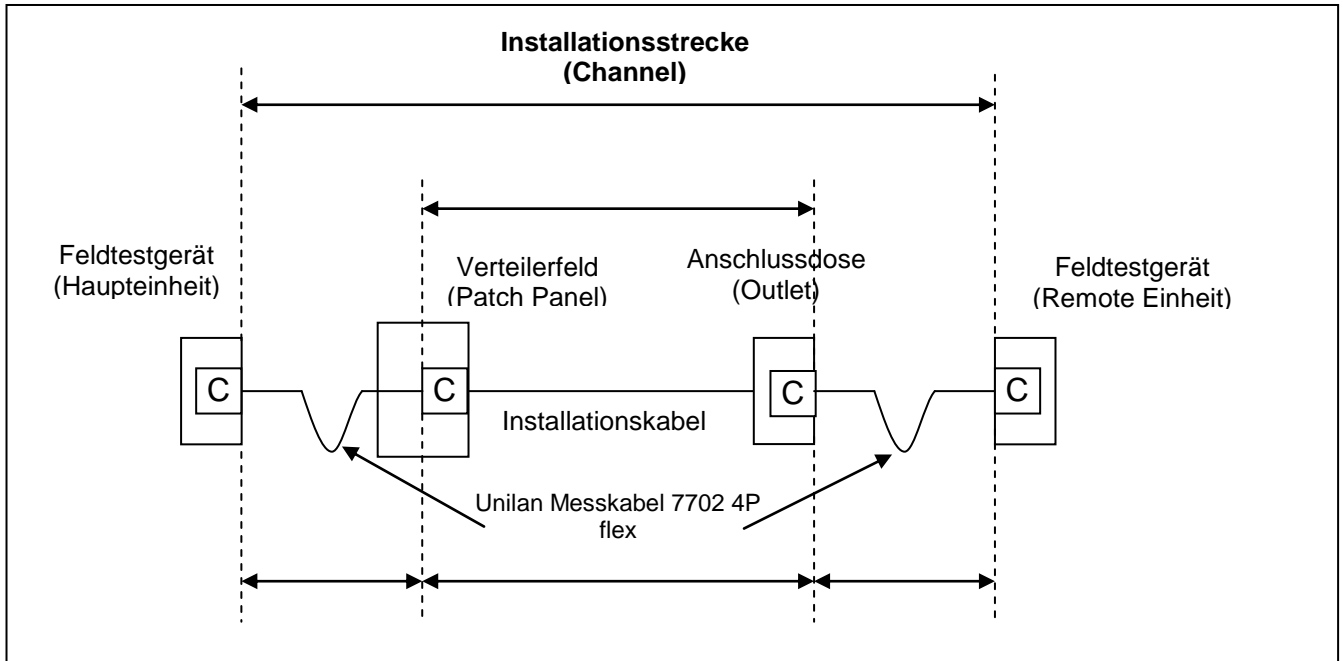 Installationsstrecke
(Channel)
Feldtestgerät
(Haupteinheit)
Verteilerfeld
(Patch Panel)
Anschlussdose
(Outlet)
Feldtestgerät
(Remote Einheit)
C
C
C
C
Installationskabel
Unilan Messkabel 7702 4P
flex